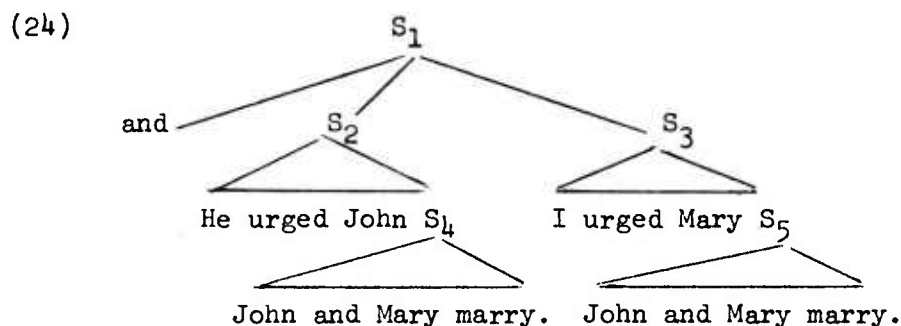 (24)
S1
and S2 S3
He urged John S4 I urged Mary S5
John and Mary marry. John and Mary marry.